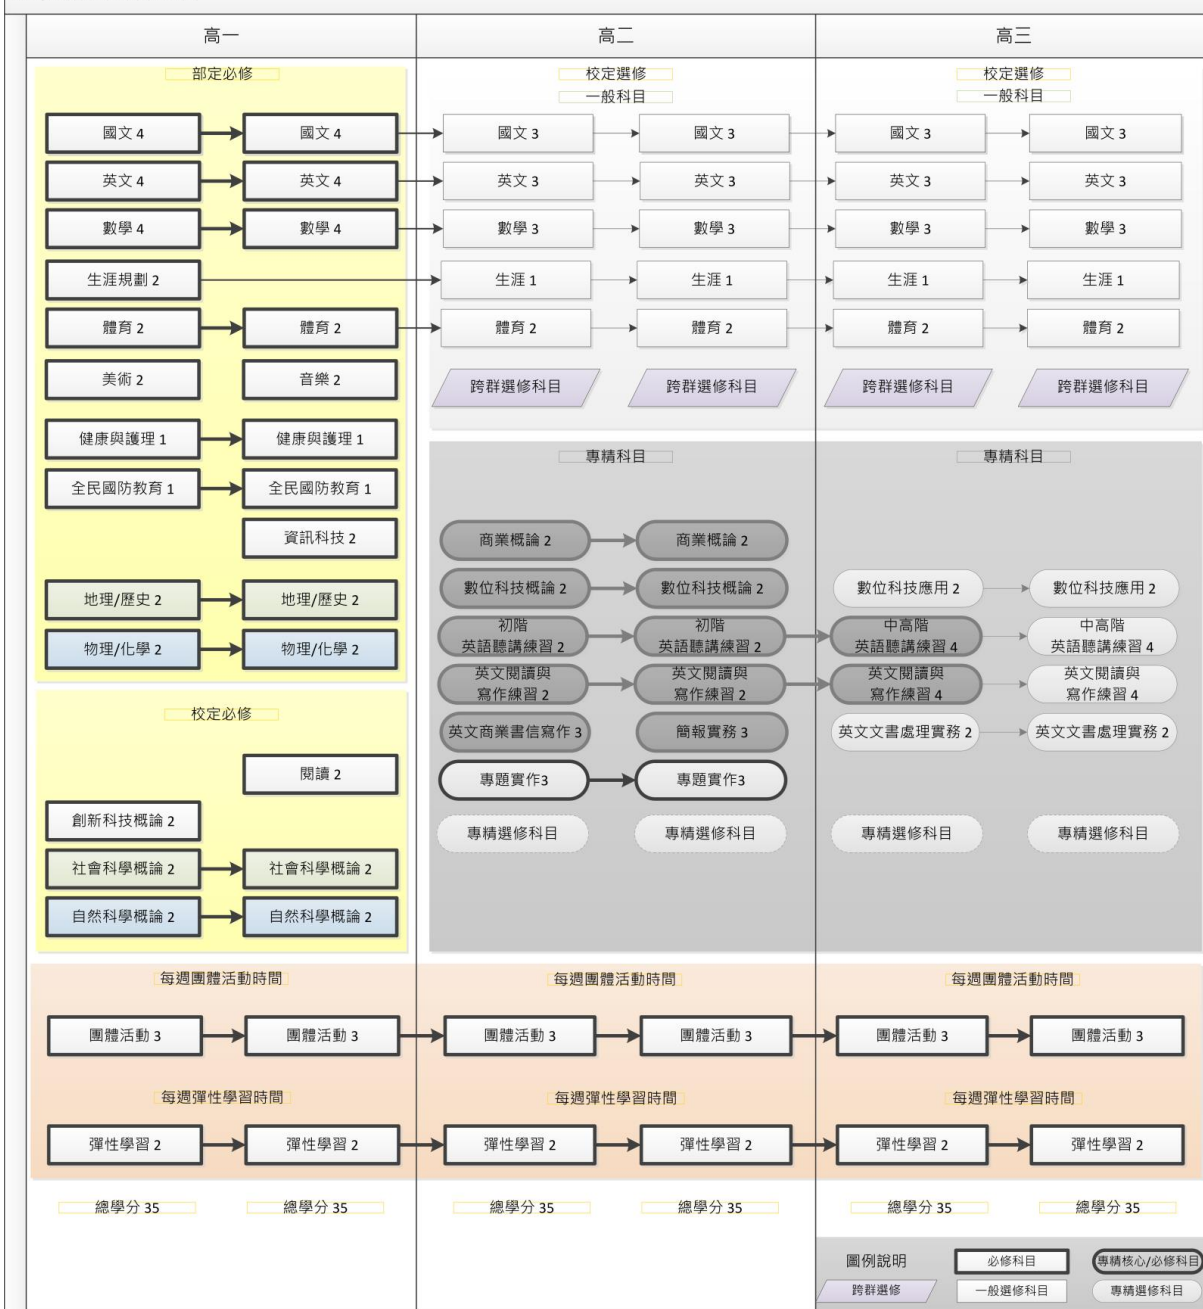 高一 高二 高三
部定必修 校定選修 校定選修
一般科目 一般科目
國文 4 國文 4 國文 3 國文 3 國文 3 國文 3
英文 4 英文 4 英文 3 英文 3 英文 3 英文 3
數學 4 數學 4 數學 3 數學 3 數學 3 數學 3
生涯規劃 2 生涯 1 生涯 1 生涯 1 生涯 1
體育 2 體育 2 體育 2 體育 2 體育 2 體育 2
美術 2 音樂 2 跨群選修科目 跨群選修科目 跨群選修科目 跨群選修科目
健康與護理 1 健康與護理 1
專精科目 專精科目
全民國防教育 1 全民國防教育 1
資訊科技 2 商業概論 2 商業概論 2
地理/歷史 2 地理/歷史 2 數位科技概論 2 數位科技概論 2 數位科技應用 2 數位科技應用 2
物理/化學 2 物理/化學 2 初階 初階 中高階 中高階
英語聽講練習 2 英語聽講練習 2 英語聽講練習 4 英語聽講練習 4
英文閱讀與 英文閱讀與 英文閱讀與 英文閱讀與
寫作練習 2 寫作練習 2 寫作練習 4 寫作練習 4
校定必修
英文商業書信寫作 3 簡報實務 3 英文文書處理實務 2 英文文書處理實務 2
閱讀 2 專題實作3 專題實作3
創新科技概論 2 專精選修科目 專精選修科目 專精選修科目 專精選修科目
社會科學概論 2 社會科學概論 2
自然科學概論 2 自然科學概論 2
每週團體活動時間 每週團體活動時間 每週團體活動時間
團體活動 3 團體活動 3 團體活動 3 團體活動 3 團體活動 3 團體活動 3
每週彈性學習時間 每週彈性學習時間 每週彈性學習時間
彈性學習 2 彈性學習 2 彈性學習 2 彈性學習 2 彈性學習 2 彈性學習 2
總學分 35 總學分 35 總學分 35 總學分 35 總學分 35 總學分 35
圖例說明 必修科目 專精核心/必修科目
跨群選修 一般選修科目 專精選修科目